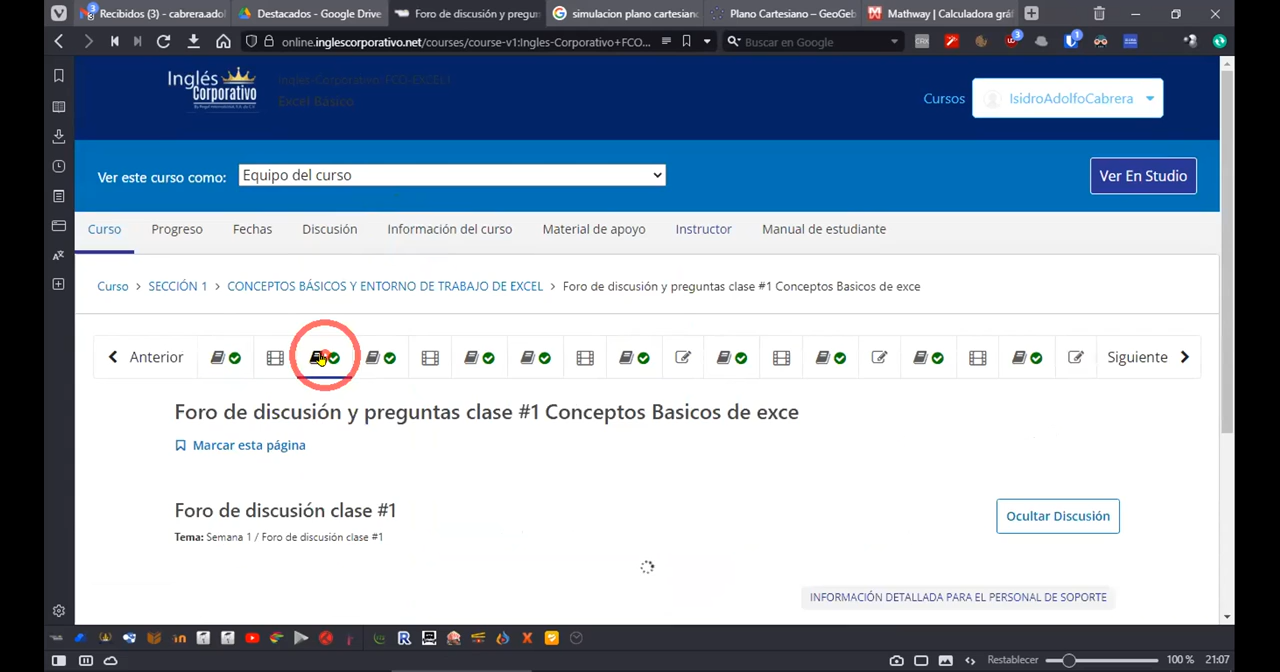 Recibidos (3) - cabrera.adol
Destacados - Google Drive
Foro de discusión y pregun
simulacion plano cartesian
Plano Cartesiano – GeoGeb
Mathway | Calculadora gráf
online.inglescorporativo.net/courses/course-v1:Ingles-Corporativo+FCO...
Buscar en Google
Inglés
Corporativo
Excel Básico
Cursos
IsidroAdolfoCabrera
Ver este curso como:
Equipo del curso
Ver En Studio
Curso
Progreso
Fechas
Discusión
Información del curso
Material de apoyo
Instructor
Manual de estudiante
Curso > SECCIÓN 1 > CONCEPTOS BÁSICOS Y ENTORNO DE TRABAJO DE EXCEL > Foro de discusión y preguntas clase #1 Conceptos Basicos de exce
Anterior
Siguiente
Foro de discusión y preguntas clase #1 Conceptos Basicos de exce
Marcar esta página
Foro de discusión clase #1
Ocultar Discusión
Tema: Semana 1 / Foro de discusión clase #1
INFORMACIÓN DETALLADA PARA EL PERSONAL DE SOPORTE
Restablecer
100 %
21:07